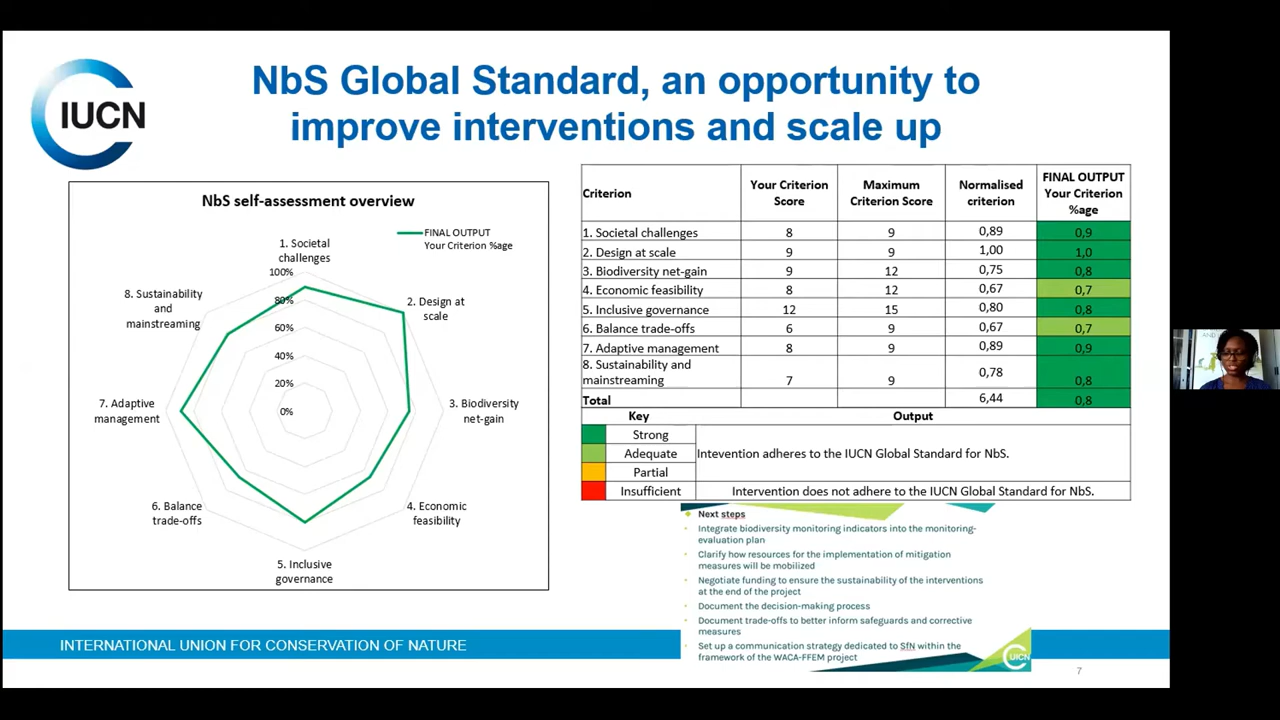 IUCN
NbS Global Standard, an opportunity to
improve interventions and scale up
NbS self-assessment overview
FINAL OUTPUT
Your Criterion %age
1. Societal
challenges
2. Design at
scale
3. Biodiversity
net-gain
4. Economic
feasibility
5. Inclusive
governance
6. Balance
trade-offs
7. Adaptive
management
8. Sustainability
and
mainstreaming
100%
80%
60%
40%
20%
0%
Criterion Your Criterion Score Maximum Criterion Score Normalised criterion FINAL OUTPUT Your Criterion %age
1. Societal challenges 8 9 0,89 0,9
2. Design at scale 9 9 1,00 1,0
3. Biodiversity net-gain 9 12 0,75 0,8
4. Economic feasibility 8 12 0,67 0,7
5. Inclusive governance 12 15 0,80 0,8
6. Balance trade-offs 6 9 0,67 0,7
7. Adaptive management 8 9 0,89 0,9
8. Sustainability and
mainstreaming 7 9 0,78 0,8
Total 6,44 0,8
Key Output
Strong
Adequate Intevention adheres to the IUCN Global Standard for NbS.
Partial
Insufficient Intervention does not adhere to the IUCN Global Standard for NbS.
Next steps
Integrate biodiversity monitoring indicators into the monitoring-
evaluation plan
Clarify how resources for the implementation of mitigation
measures will be mobilized
Negotiate funding to ensure the sustainability of the interventions
at the end of the project
Document the decision-making process
Document trade-offs to better inform safeguards and corrective
measures
Set up a communication strategy dedicated to SfN within the
framework of the WACA-FFEM project
IUCN
INTERNATIONAL UNION FOR CONSERVATION OF NATURE
7